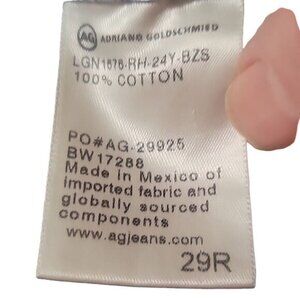 AG ADRIANO GOLDSCHMIED
LGN1676-RH-24Y-BZS
100% COTTON
PO#AG-29925
BW17288
Made in Mexico of
imported fabric and
globally sourced
components
www.agjeans.com
29R